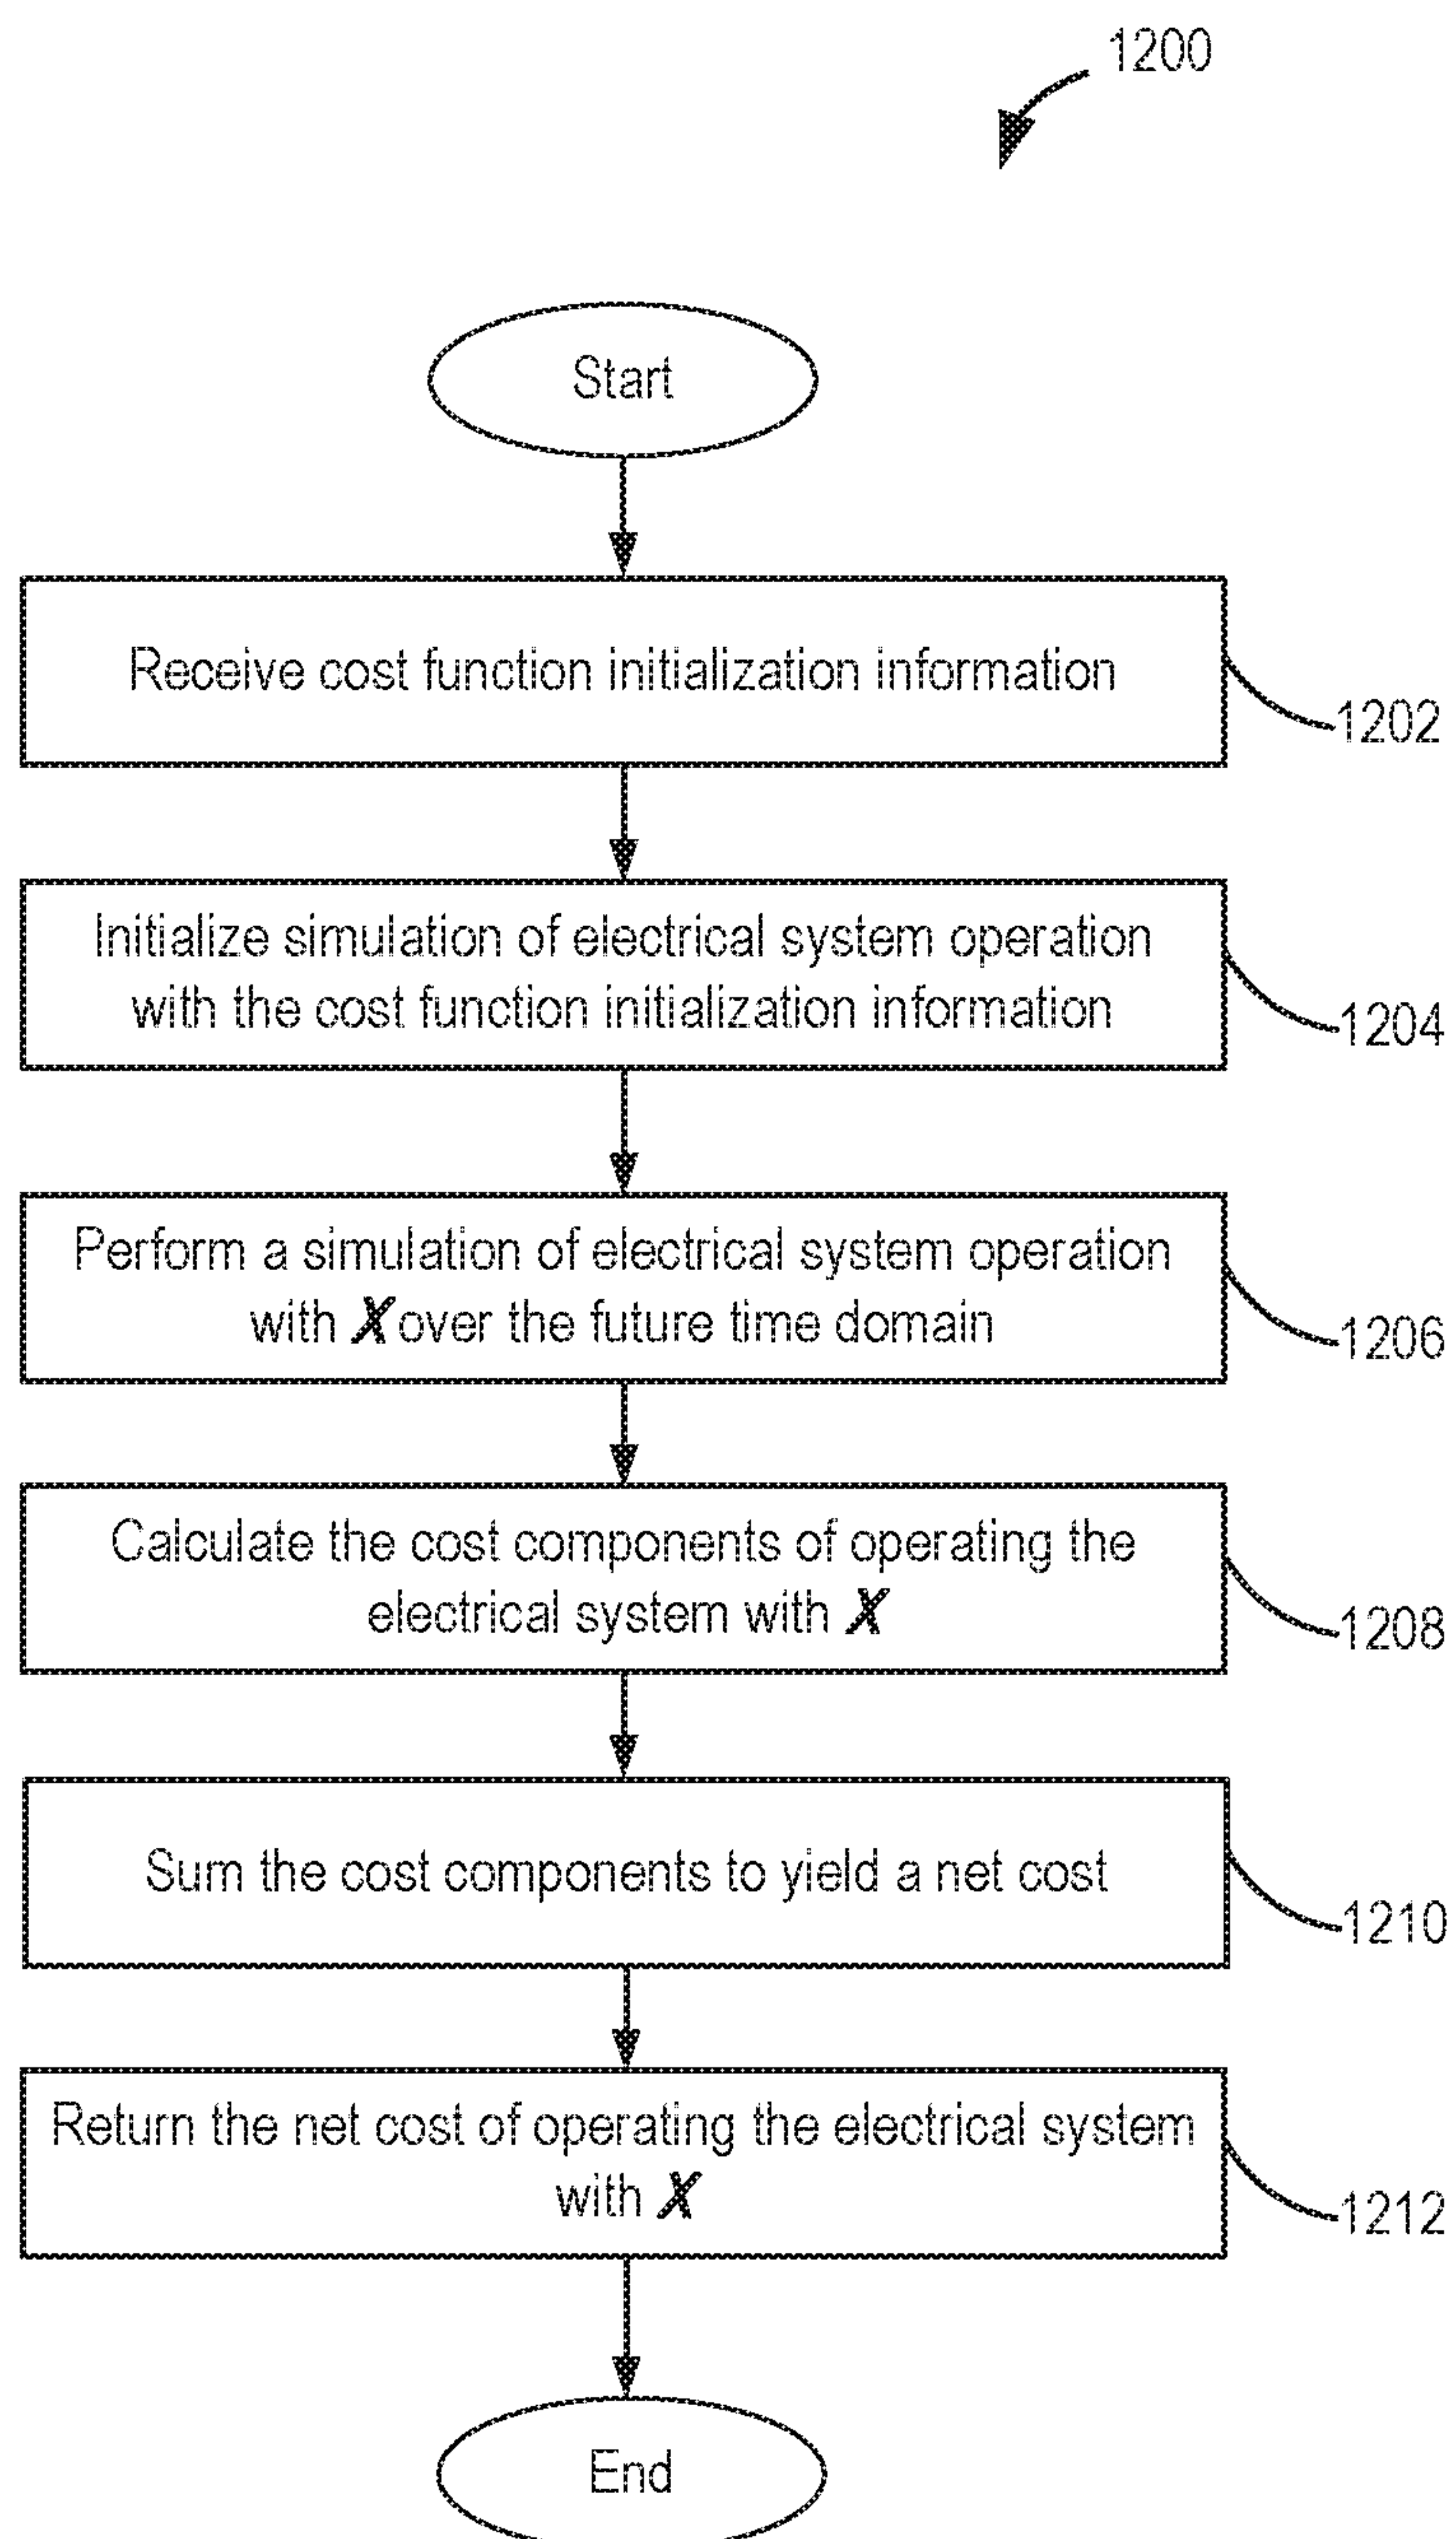 1200
Start
Receive cost function initialization information
1202
Initialize simulation of electrical system operation
with the cost function initialization information
1204
Perform a simulation of electrical system operation
with X over the future time domain
1206
Calculate the cost components of operating the
electrical system with X
1208
Sum the cost components to yield a net cost
1210
Return the net cost of operating the electrical system
with X
1212
End